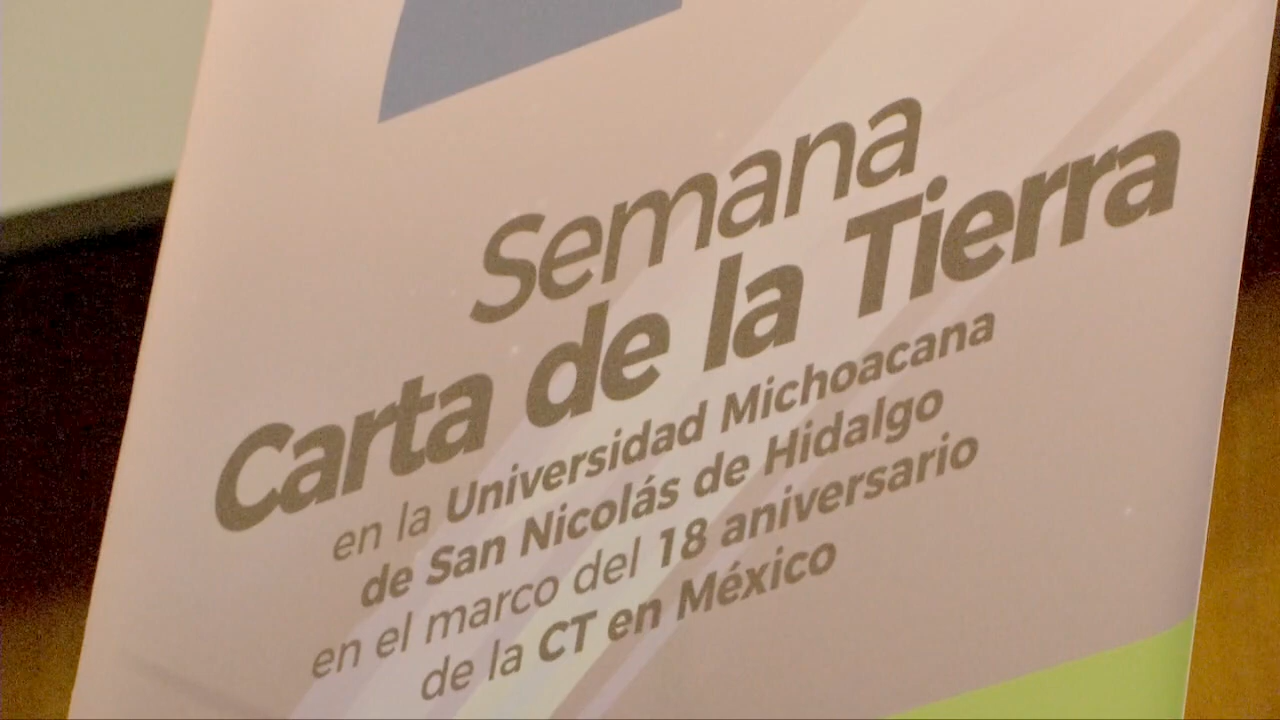 Semana
Carta de la Tierra
en la Universidad Michoacana
de San Nicolás de Hidalgo
en el marco del 18 aniversario
de la CT en México